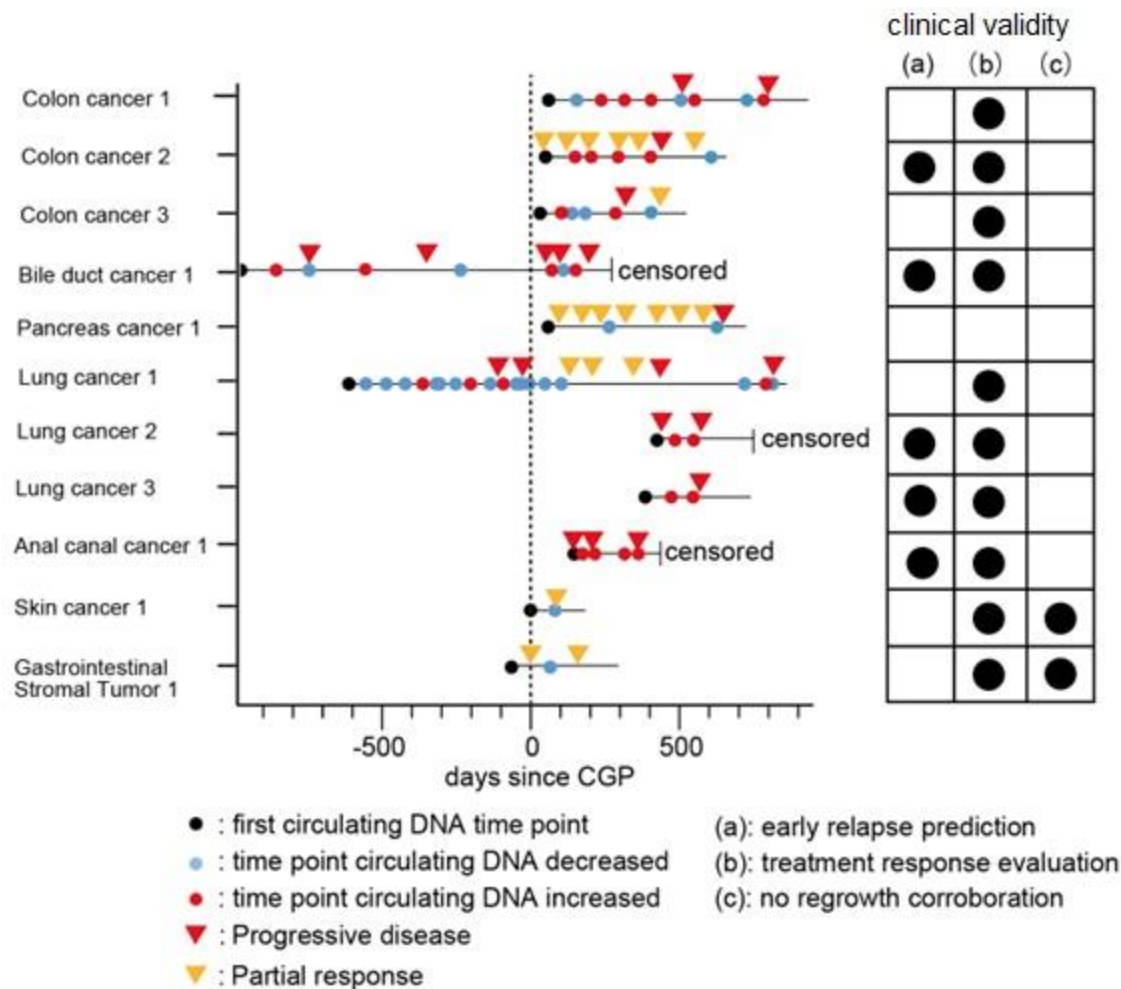 clinical validity
(a) (b) (c)
Colon cancer 1
Colon cancer 2
Colon cancer 3
Bile duct cancer 1
censored
Pancreas cancer 1
Lung cancer 1
Lung cancer 2
censored
Lung cancer 3
Anal canal cancer 1
censored
Skin cancer 1
Gastrointestinal
Stromal Tumor 1
-500 0 500
days since CGP
: first circulating DNA time point
: time point circulating DNA decreased
: time point circulating DNA increased
: Progressive disease
: Partial response
(a): early relapse prediction
(b): treatment response evaluation
(c): no regrowth corroboration